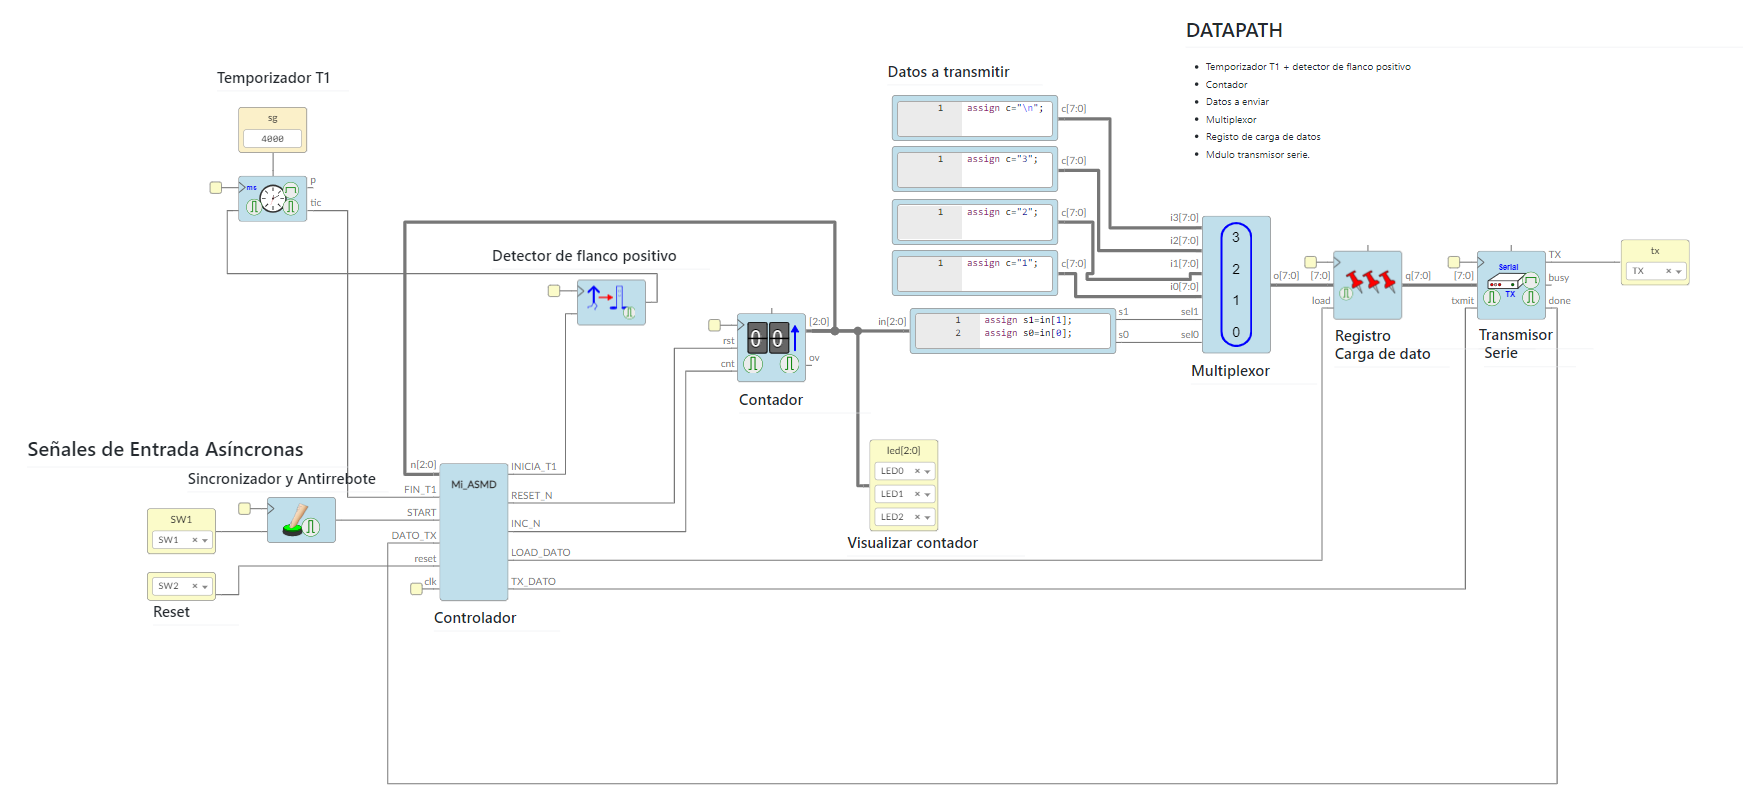 DATAPATH
Temporizador T1 + detector de flanco positivo
Contador
Datos a enviar
Multiplexor
Registo de carga de datos
Mdulo transmisor serie.
Temporizador T1
sg
4000
ms
p
tic
Datos a transmitir
1 assign c="\n";
c[7:0]
1 assign c="3";
c[7:0]
1 assign c="2";
c[7:0]
1 assign c="1";
c[7:0]
Detector de flanco positivo
i3[7:0]
i2[7:0]
i1[7:0]
i0[7:0]
sel1
sel0
3
2
1
0
o[7:0]
Multiplexor
[7:0]
load
q[7:0]
Registro
Carga de dato
[7:0]
txmit
Serial
TX
TX
busy
done
Transmisor
Serie
tx
TX
in[2:0]
1 assign s1=in[1];
2 assign s0=in[0];
s1
s0
rst
cnt
00
[2:0]
ov
Contador
Señales de Entrada Asíncronas
Sincronizador y Antirrebote
SW1
SW1
SW2
Reset
n[2:0]
FIN_T1
START
DATO_TX
reset
clk
Mi_ASMD
INICIA_T1
RESET_N
INC_N
LOAD_DATO
TX_DATO
Controlador
led[2:0]
LED0
LED1
LED2
Visualizar contador